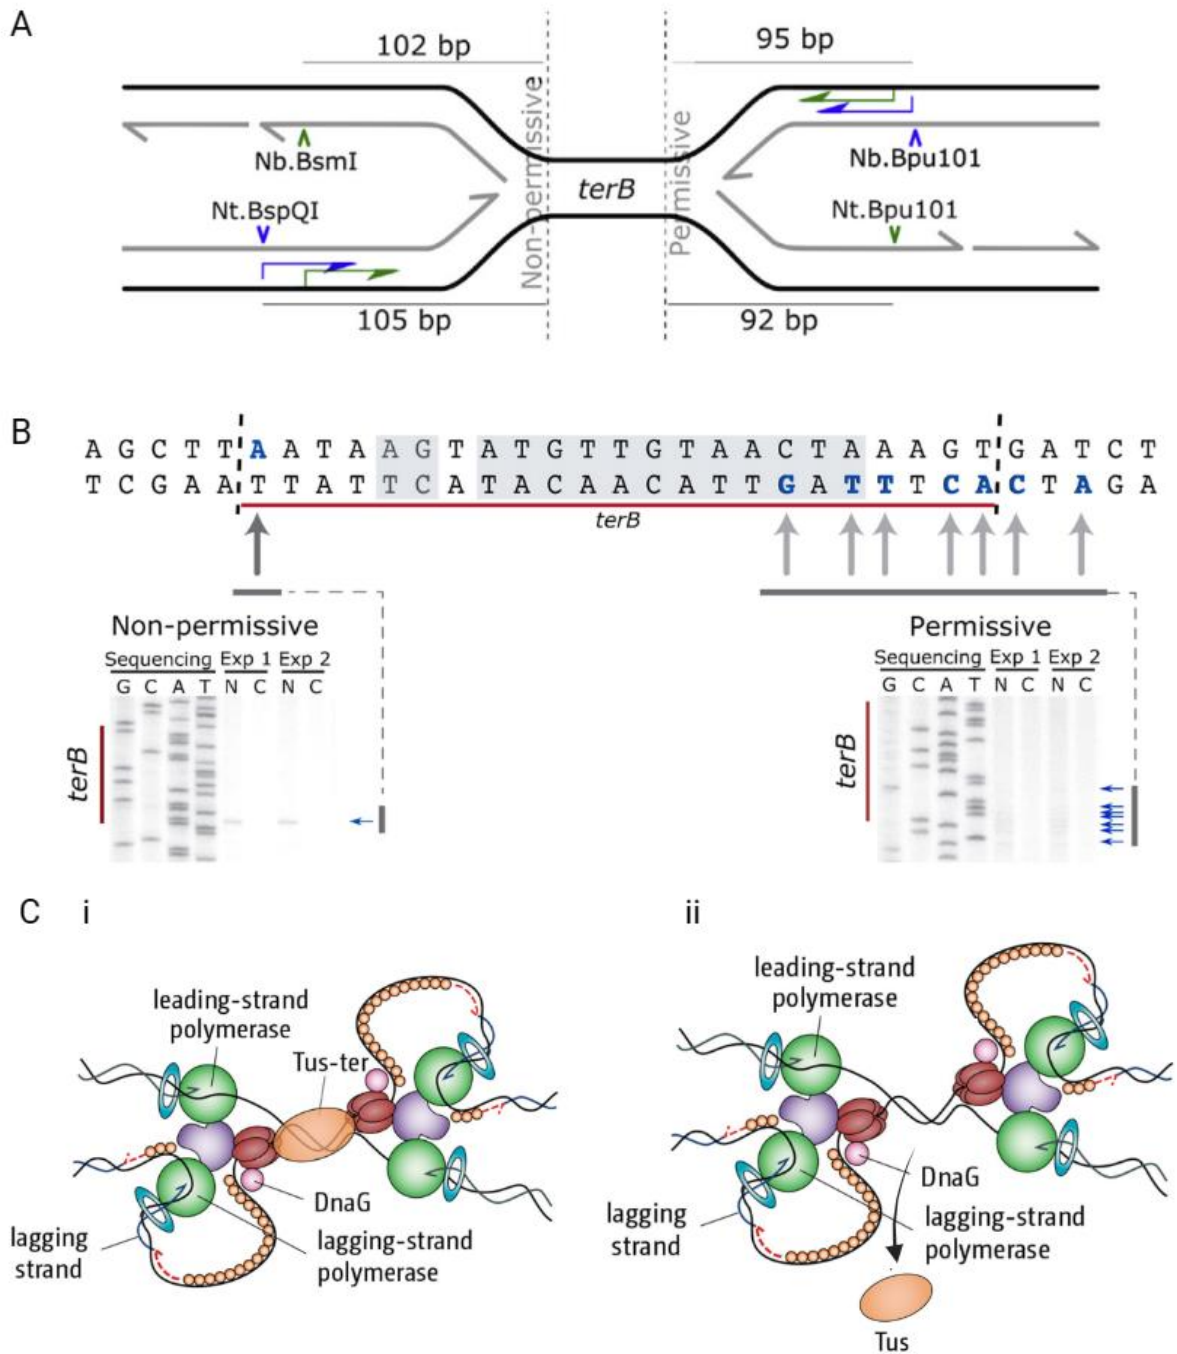 A
102 bp
95 bp
Non-permissive
Permissive
Nb.BsmI
Nb.Bpu101
terB
Nt.BspQI
Nt.Bpu101
105 bp
92 bp
B
A G C T T A A T A A G T A T G T T G T A A C T A A A G T G A T C T
T C G A A T T A T T C A T A C A A C A T T G A T T T C A C T A G A
terB
Non-permissive
Sequencing Exp 1 Exp 2
G C A T N C N C
terB
Permissive
Sequencing Exp 1 Exp 2
G C A T N C N C
terB
C i
leading-strand
polymerase
Tus-ter
DnaG
lagging
strand
lagging-strand
polymerase
ii
leading-strand
polymerase
DnaG
lagging
strand
lagging-strand
polymerase
Tus